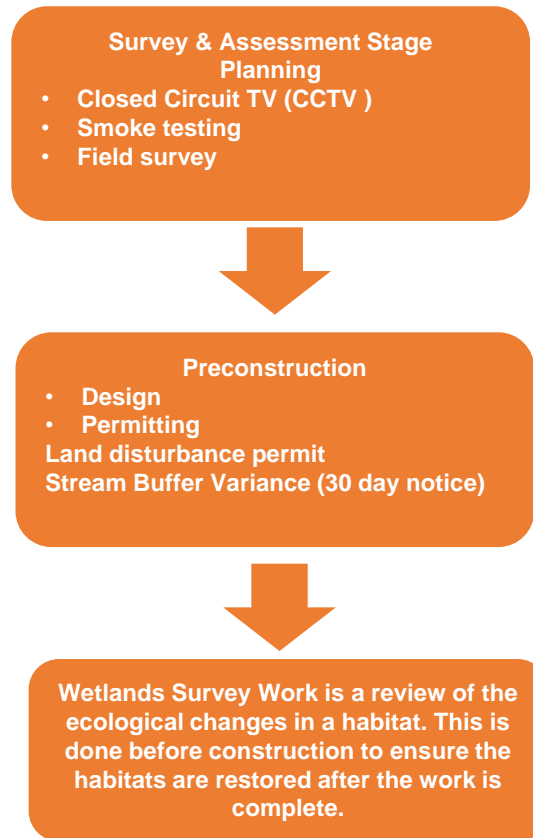 Survey & Assessment Stage
Planning
• Closed Circuit TV (CCTV )
• Smoke testing
• Field survey
Preconstruction
• Design
• Permitting
Land disturbance permit
Stream Buffer Variance (30 day notice)
Wetlands Survey Work is a review of the
ecological changes in a habitat. This is
done before construction to ensure the
habitats are restored after the work is
complete.